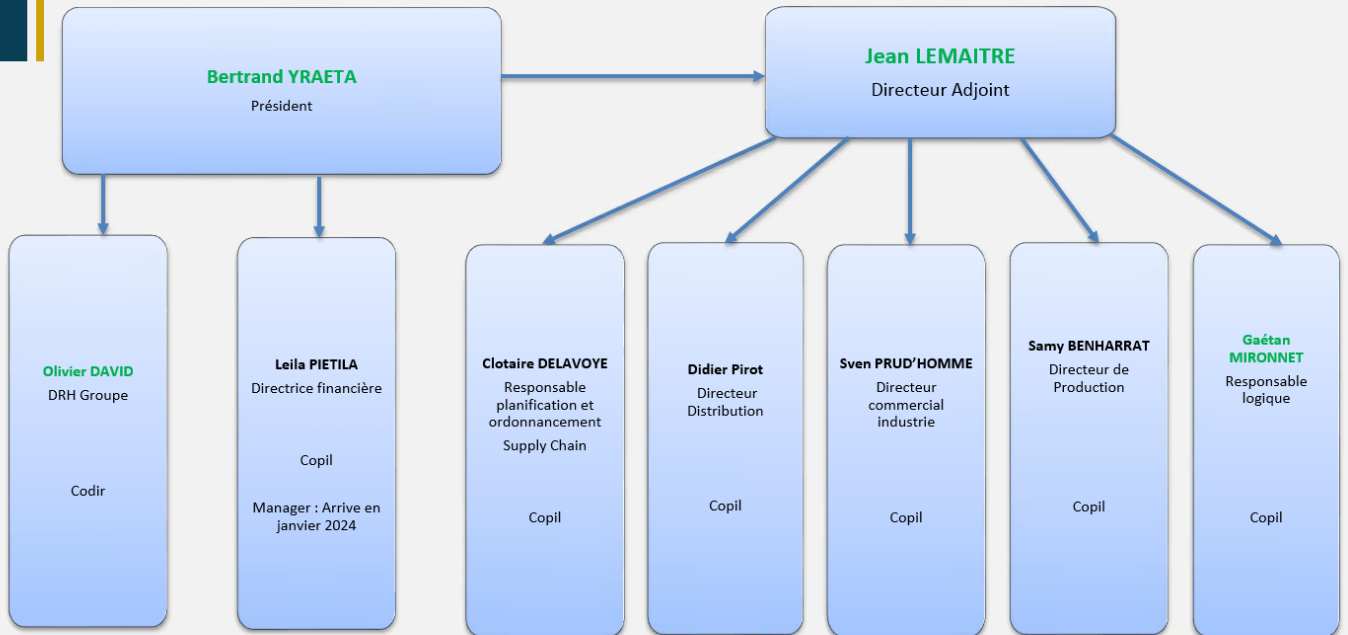 Bertrand YRAETA
Président
Jean LEMAITRE
Directeur Adjoint
Olivier DAVID
DRH Groupe
Codir
Leila PIETILA
Directrice financière
Copil
Manager : Arrive en
janvier 2024
Clotaire DELAVOYE
Responsable
planification et
ordonnancement
Supply Chain
Copil
Didier Pirot
Directeur
Distribution
Copil
Sven PRUD’HOMME
Directeur
commercial
industrie
Copil
Samy BENHARRAT
Directeur de
Production
Copil
Gaétan
MIRONNET
Responsable
logique
Copil